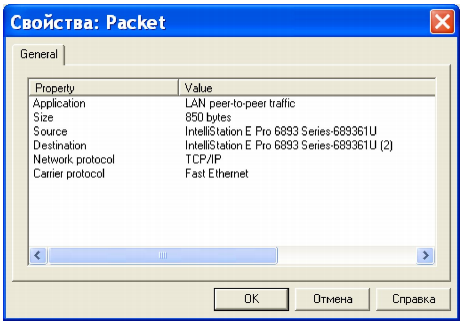 Свойства: Packet
General
Property Value
Application LAN peer-to-peer traffic
Size 850 bytes
Source IntelliStation E Pro 6893 Series-689361U
Destination IntelliStation E Pro 6893 Series-689361U (2)
Network protocol TCP/IP
Carrier protocol Fast Ethernet
OK Отмена Справка